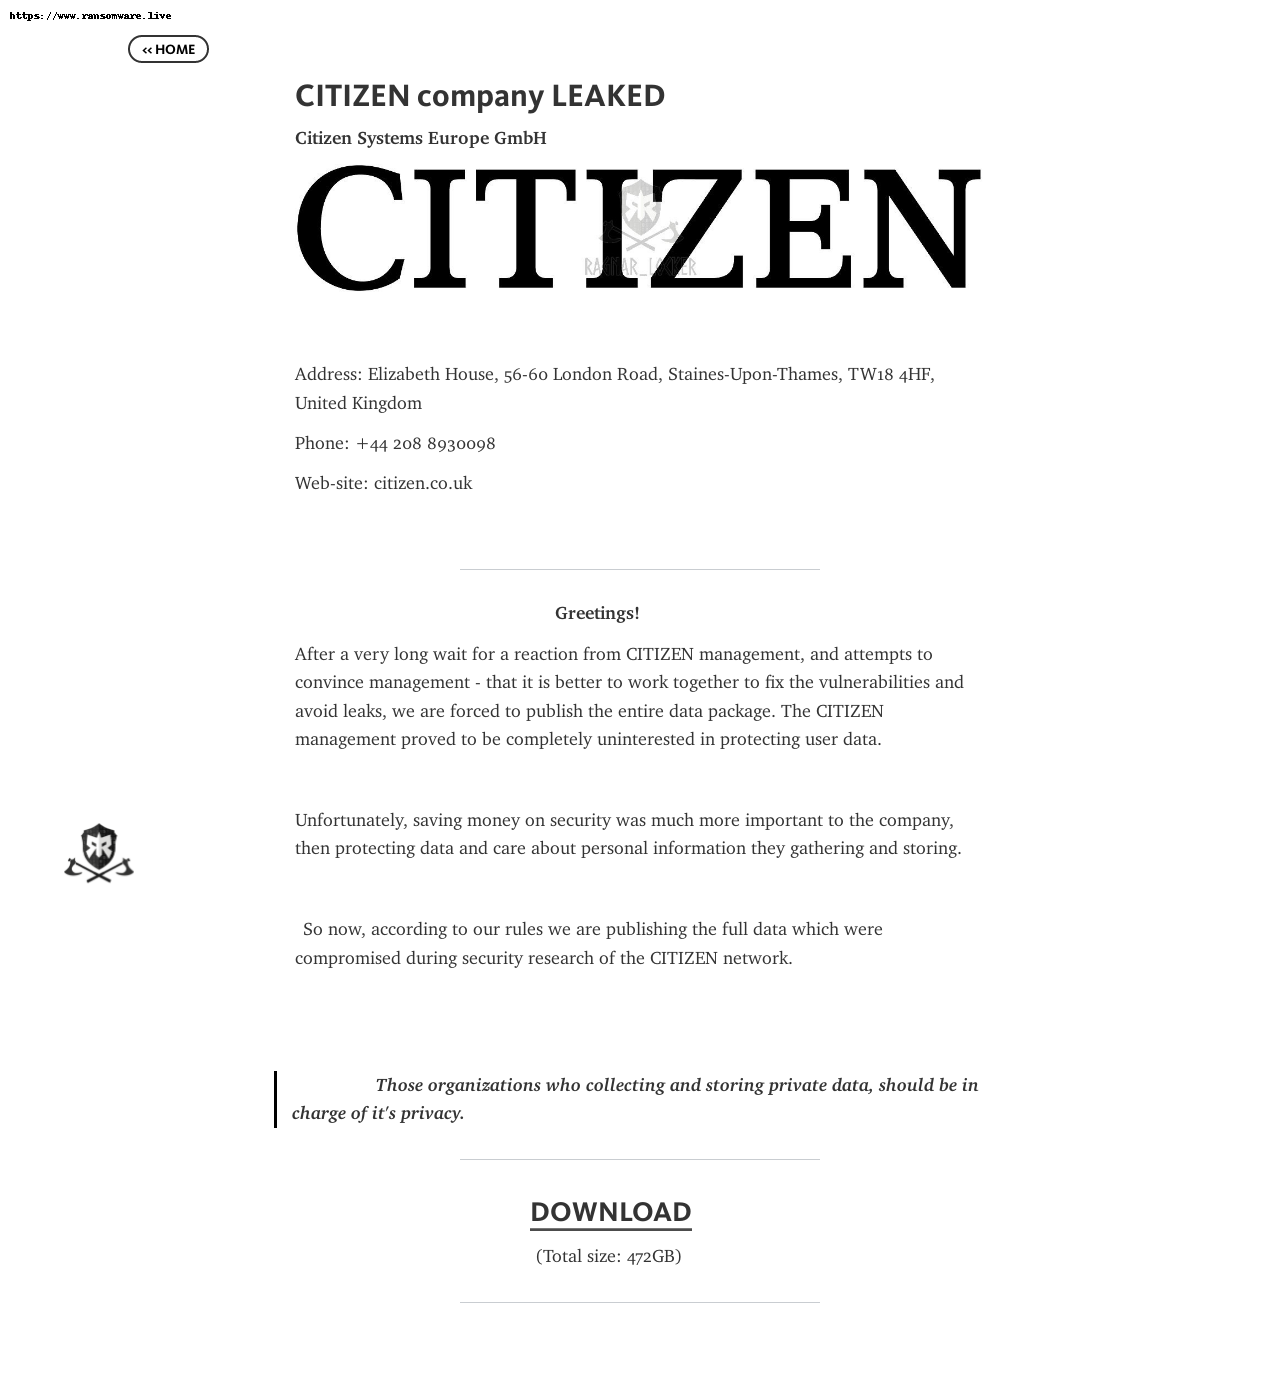 https://www.ransomware.live
<< HOME
CITIZEN company LEAKED
Citizen Systems Europe GmbH
CITIZEN
RAGNAR_LOCKER
Address: Elizabeth House, 56-60 London Road, Staines-Upon-Thames, TW18 4HF,
United Kingdom
Phone: +44 208 8930098
Web-site: citizen.co.uk
Greetings!
After a very long wait for a reaction from CITIZEN management, and attempts to
convince management - that it is better to work together to fix the vulnerabilities and
avoid leaks, we are forced to publish the entire data package. The CITIZEN
management proved to be completely uninterested in protecting user data.
Unfortunately, saving money on security was much more important to the company,
then protecting data and care about personal information they gathering and storing.
So now, according to our rules we are publishing the full data which were
compromised during security research of the CITIZEN network.
Those organizations who collecting and storing private data, should be in
charge of it's privacy.
DOWNLOAD
(Total size: 472GB)